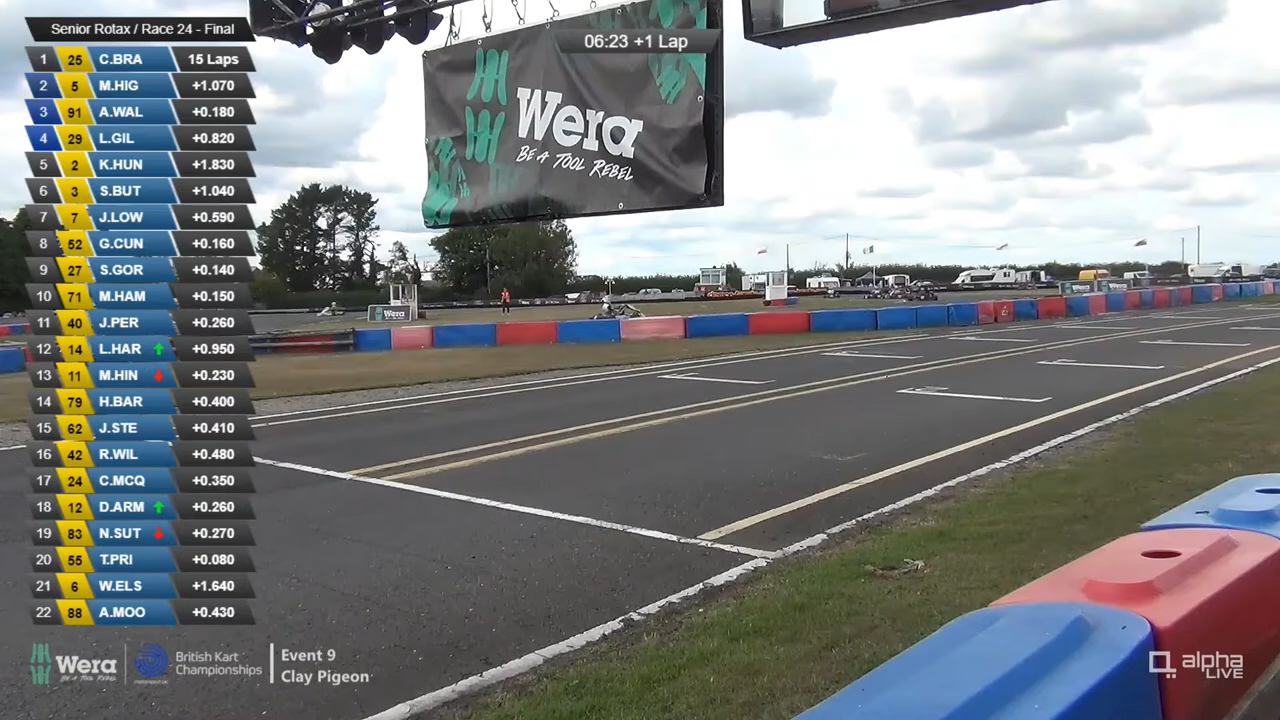 Senior Rotax / Race 24 - Final
06:23 +1 Lap
1 25 C.BRA 15 Laps
2 5 M.HIG +1.070
3 91 A.WAL +0.180
4 29 L.GIL +0.820
5 2 K.HUN +1.830
6 3 S.BUT +1.040
7 7 J.LOW +0.590
8 52 G.CUN +0.160
9 27 S.GOR +0.140
10 71 M.HAM +0.150
11 40 J.PER +0.260
12 14 L.HAR +0.950
13 11 M.HIN +0.230
14 79 H.BAR +0.400
15 62 J.STE +0.410
16 42 R.WIL +0.480
17 24 C.MCQ +0.350
18 12 D.ARM +0.260
19 83 N.SUT +0.270
20 55 T.PRI +0.080
21 6 W.ELS +1.640
22 88 A.MOO +0.430
Wera
BE A TOOL REBEL
Wera
Wera
BE A TOOL REBEL
British Kart
Championships
Event 9
Clay Pigeon
alpha
LIVE